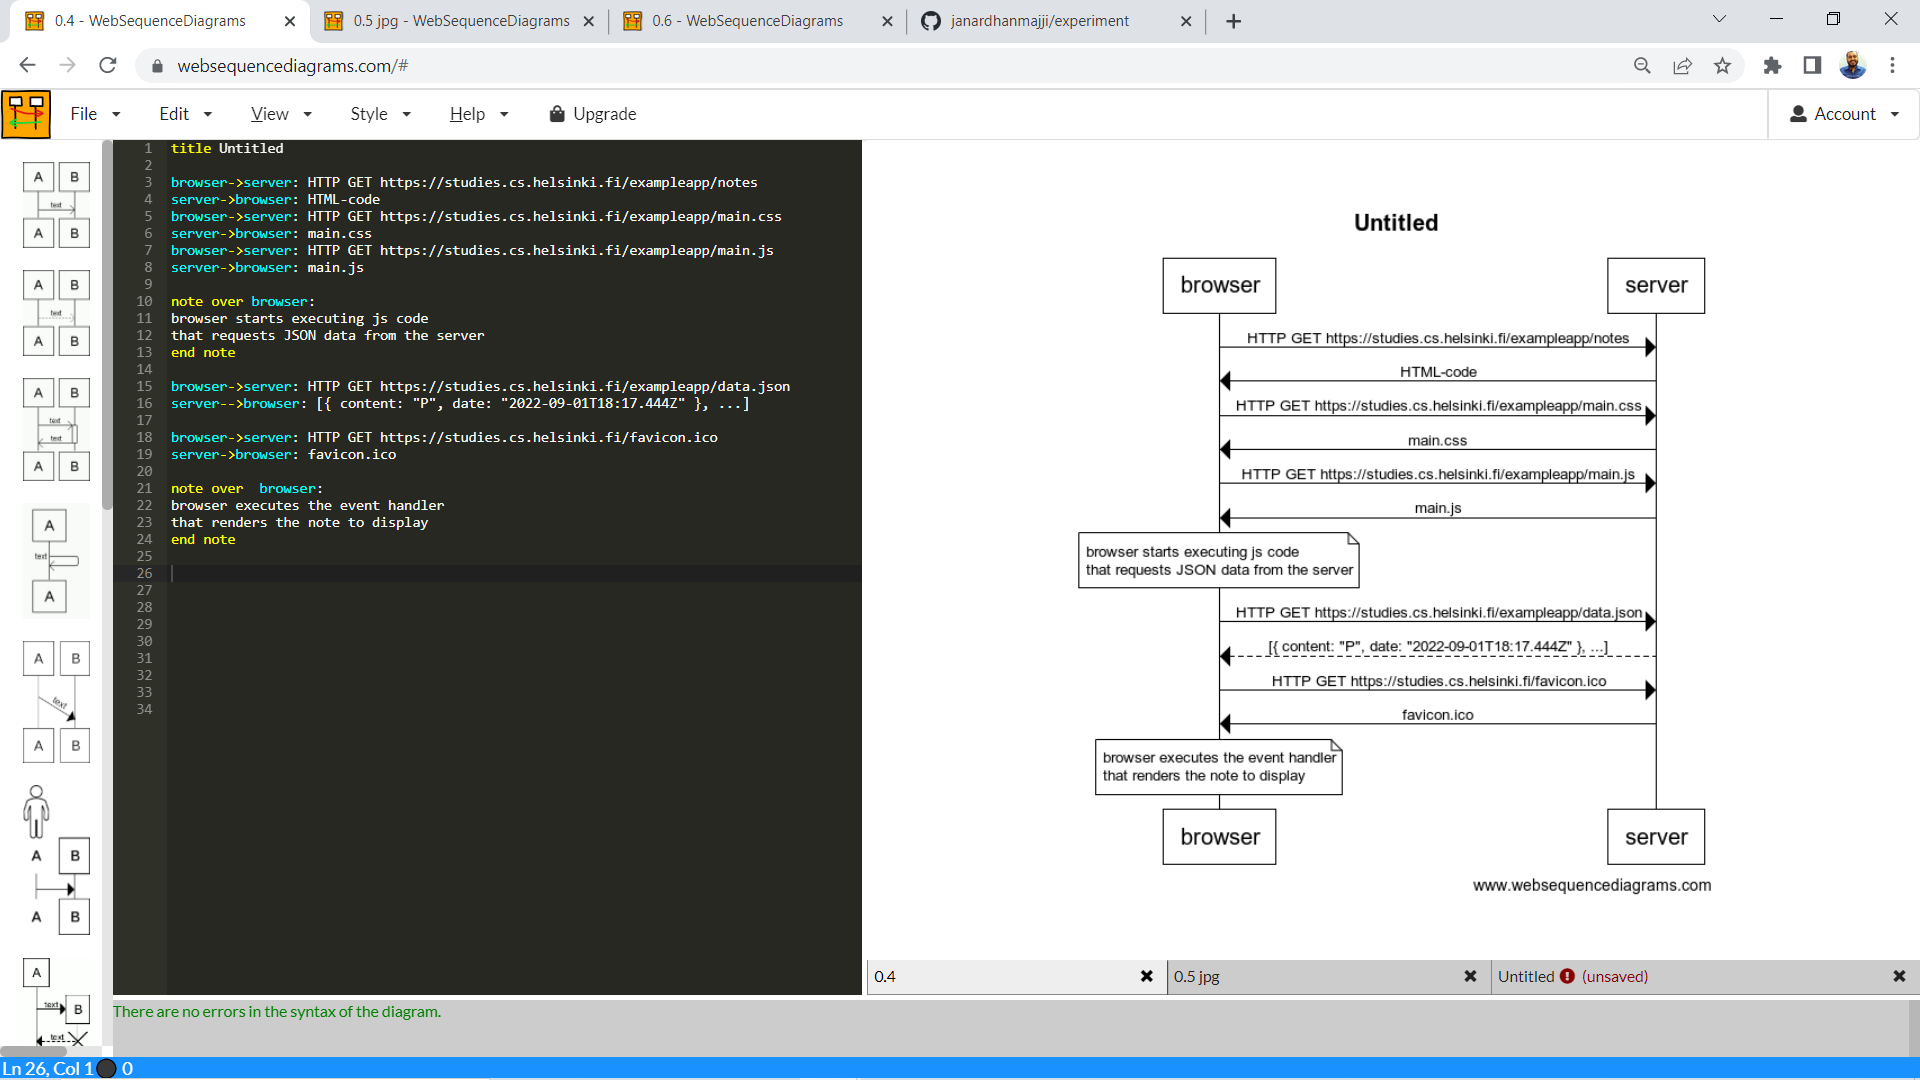 0.4 - WebSequenceDiagrams
0.5 jpg - WebSequenceDiagrams
0.6 - WebSequenceDiagrams
janardhanmajji/experiment
websequencediagrams.com/#
File
Edit
View
Style
Help
Upgrade
Account
A B
text
A B
A B
text
A B
A B
text
text
A B
A
text
A
A B
text
A B
A B
A B
A
text B
text
1 title Untitled
2
3 browser->server: HTTP GET https://studies.cs.helsinki.fi/exampleapp/notes
4 server->browser: HTML-code
5 browser->server: HTTP GET https://studies.cs.helsinki.fi/exampleapp/main.css
6 server->browser: main.css
7 browser->server: HTTP GET https://studies.cs.helsinki.fi/exampleapp/main.js
8 server->browser: main.js
9
10 note over browser:
11 browser starts executing js code
12 that requests JSON data from the server
13 end note
14
15 browser->server: HTTP GET https://studies.cs.helsinki.fi/exampleapp/data.json
16 server-->browser: [{ content: "P", date: "2022-09-01T18:17.444Z" }, ...]
17
18 browser->server: HTTP GET https://studies.cs.helsinki.fi/favicon.ico
19 server->browser: favicon.ico
20
21 note over  browser:
22 browser executes the event handler
23 that renders the note to display
24 end note
25
26
27
28
29
30
31
32
33
34
Untitled
browser server
HTTP GET https://studies.cs.helsinki.fi/exampleapp/notes
HTML-code
HTTP GET https://studies.cs.helsinki.fi/exampleapp/main.css
main.css
HTTP GET https://studies.cs.helsinki.fi/exampleapp/main.js
main.js
browser starts executing js code
that requests JSON data from the server
HTTP GET https://studies.cs.helsinki.fi/exampleapp/data.json
[{ content: "P", date: "2022-09-01T18:17.444Z" }, ...]
HTTP GET https://studies.cs.helsinki.fi/favicon.ico
favicon.ico
browser executes the event handler
that renders the note to display
browser server
www.websequencediagrams.com
0.4
0.5 jpg
Untitled (unsaved)
There are no errors in the syntax of the diagram.
Ln 26, Col 1 0